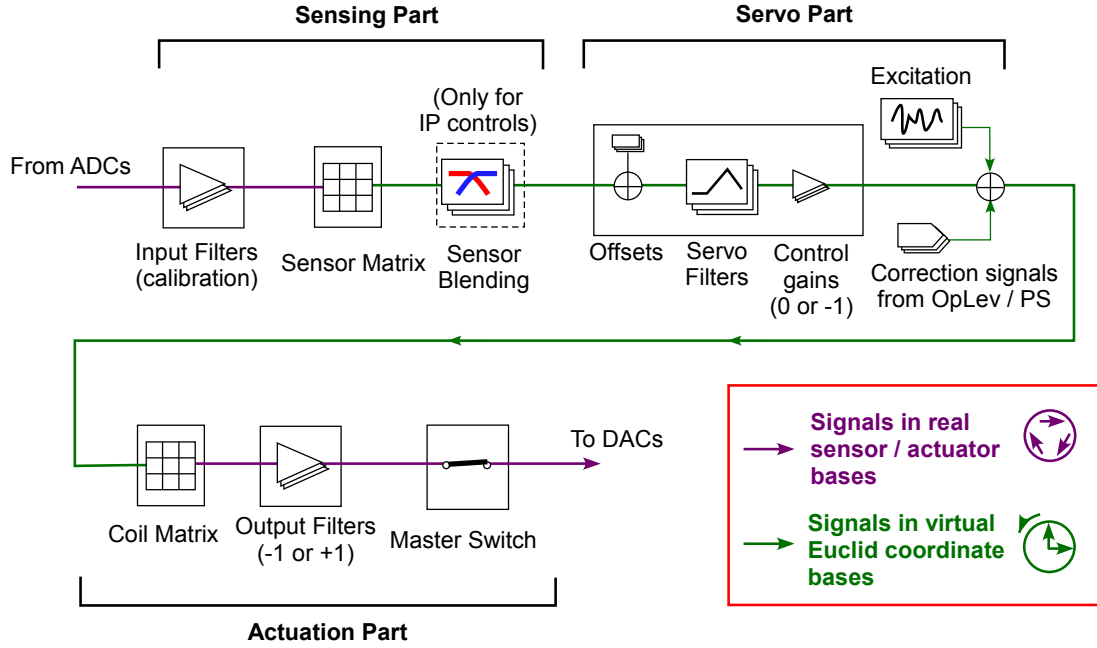 Sensing Part
Servo Part
(Only for
IP controls)
Excitation
From ADCs
Input Filters
(calibration)
Sensor Matrix
Sensor
Blending
Offsets
Servo
Filters
Control
gains
(0 or -1)
Correction signals
from OpLev / PS
To DACs
Coil Matrix
Output Filters
(-1 or +1)
Master Switch
Actuation Part
Signals in real
sensor / actuator
bases
Signals in virtual
Euclid coordinate
bases